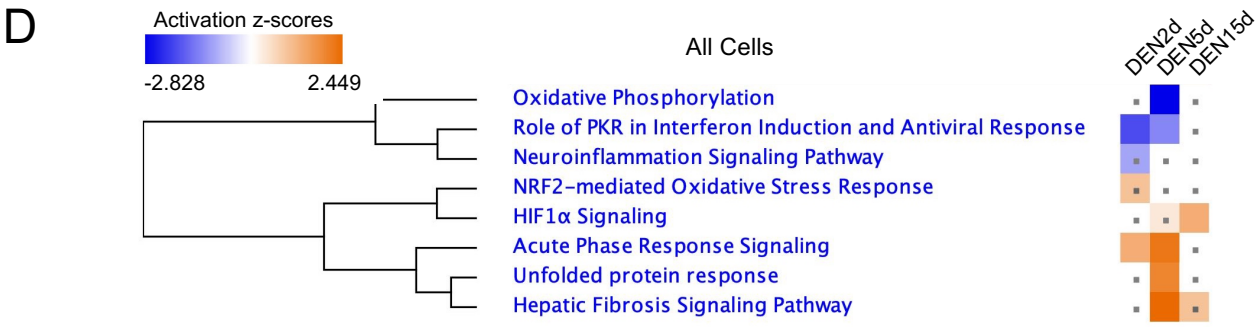 D
Activation z-scores
-2.828 2.449
All Cells
DEN2d
DEN5d
DEN15d
Oxidative Phosphorylation
Role of PKR in Interferon Induction and Antiviral Response
Neuroinflammation Signaling Pathway
NRF2-mediated Oxidative Stress Response
HIF1α Signaling
Acute Phase Response Signaling
Unfolded protein response
Hepatic Fibrosis Signaling Pathway